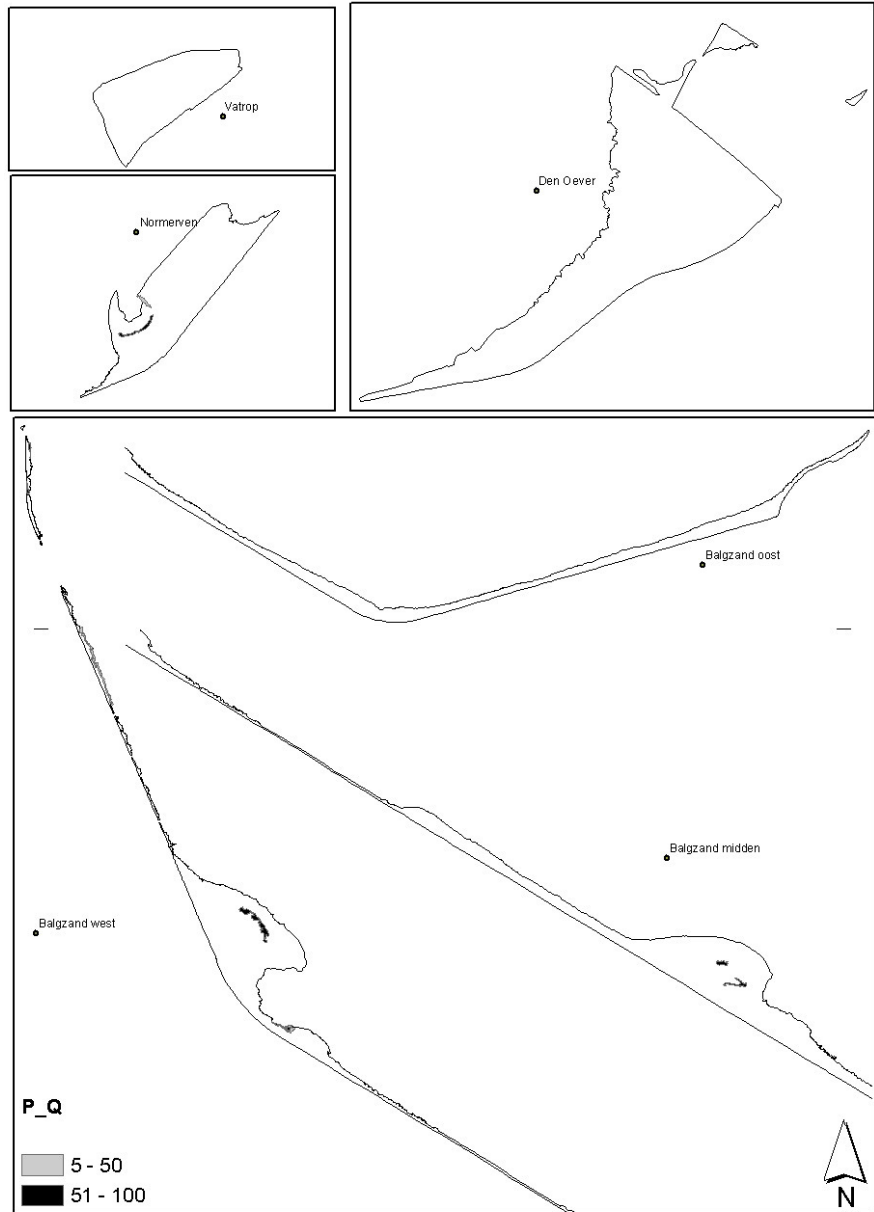 Vatrop
Normerven
Den Oever
Balgzand oost
Balgzand midden
Balgzand west
P_Q
5 - 50
51 - 100
N